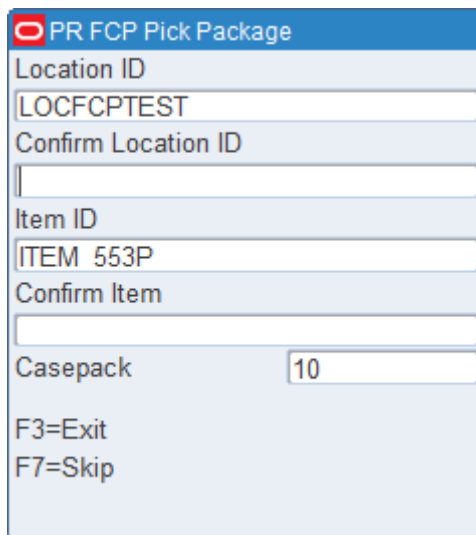 PR FCP Pick Package
Location ID
LOCFCPTEST
Confirm Location ID
Item ID
ITEM 553P
Confirm Item
Casepack 10
F3=Exit
F7=Skip